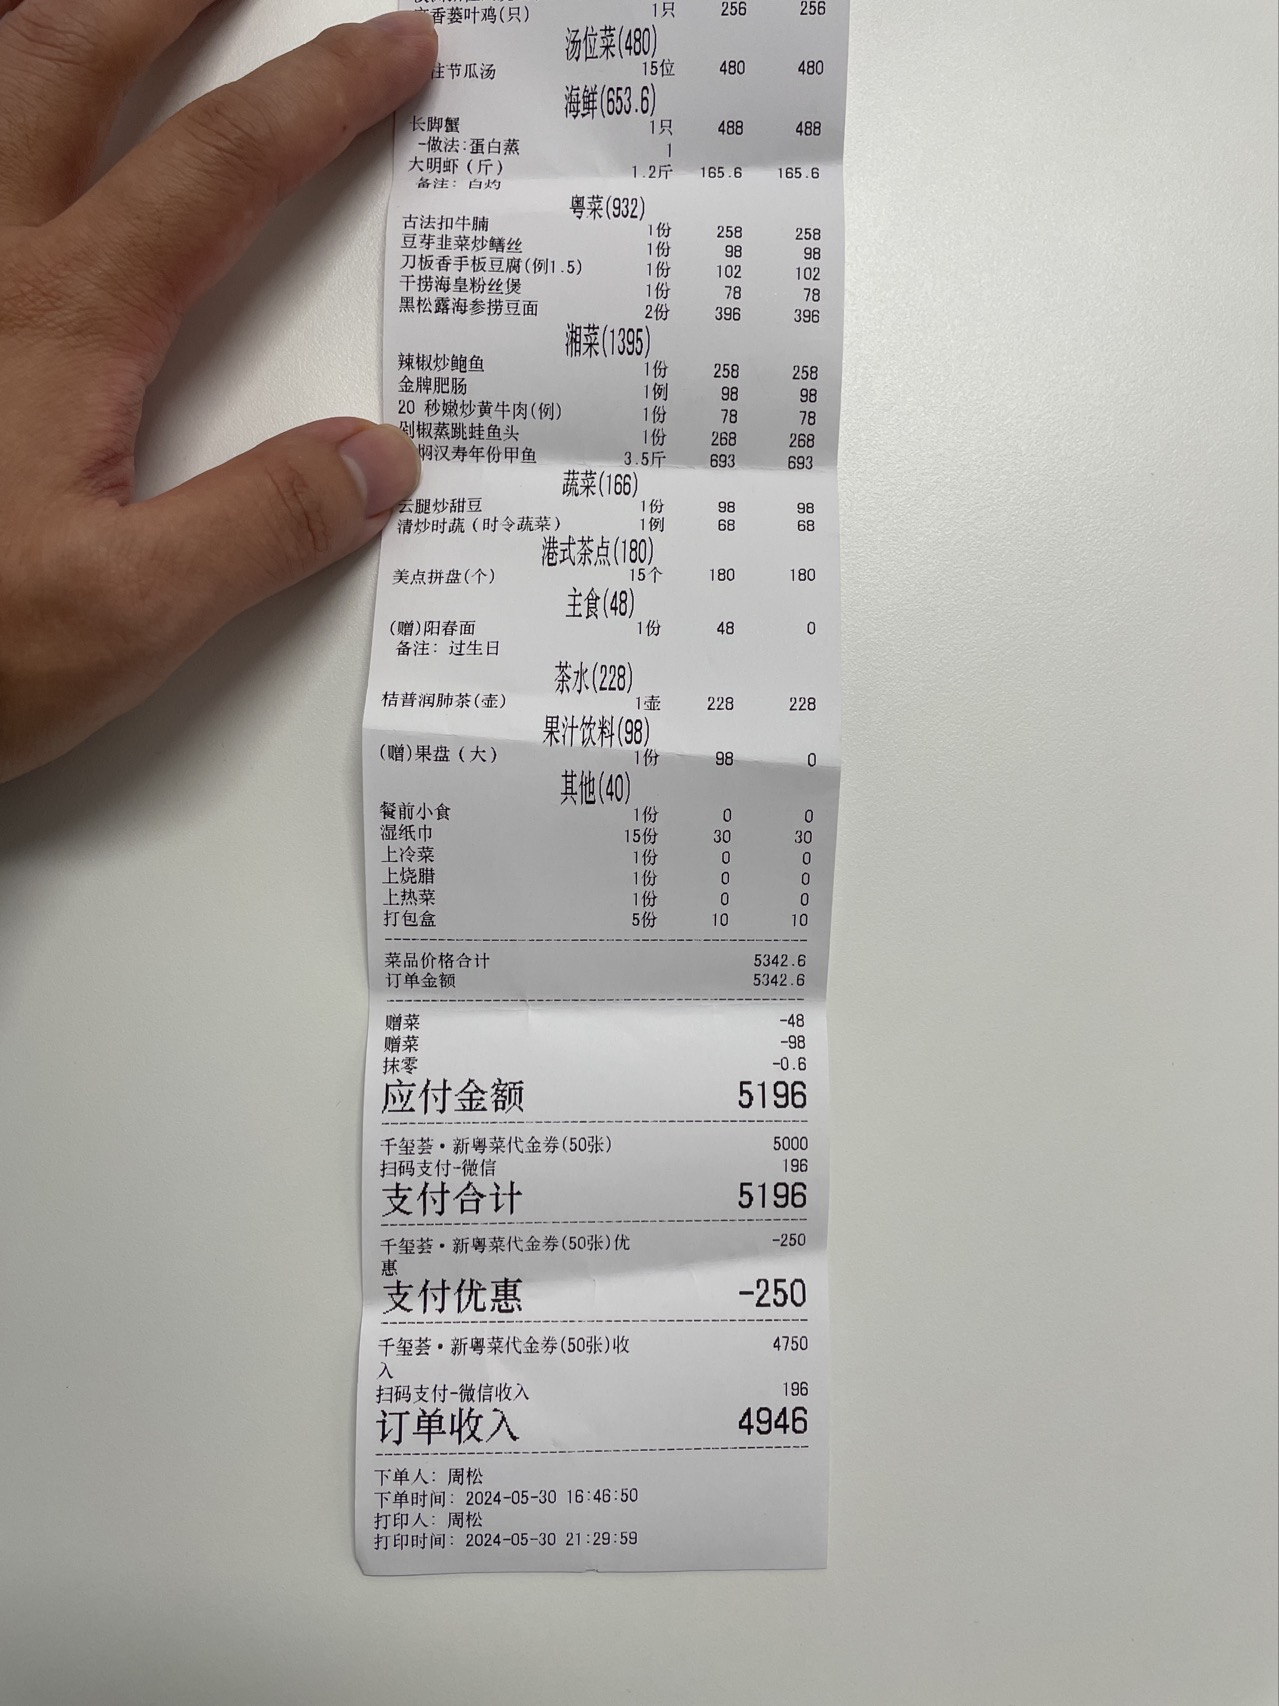 香蒌叶鸡(只) 1只 256 256
汤位菜(480)
节瓜汤 15位 480 480
海鲜(653.6)
长脚蟹 1只 488 488
-做法:蛋白蒸 1
大明虾(斤) 1.2斤 165.6 165.6
备注: 白灼
粤菜(932)
古法扣牛腩 1份 258 258
豆芽韭菜炒鳝丝 1份 98 98
刀板香手板豆腐(例1.5) 1份 102 102
干捞海皇粉丝煲 1份 78 78
黑松露海参捞豆面 2份 396 396
湘菜(1395)
辣椒炒鲍鱼 1份 258 258
金牌肥肠 1例 98 98
20 秒嫩炒黄牛肉(例) 1份 78 78
剁椒蒸跳蛙鱼头 1份 268 268
焖汉寿年份甲鱼 3.5斤 693 693
蔬菜(166)
云腿炒甜豆 1份 98 98
清炒时蔬(时令蔬菜) 1例 68 68
港式茶点(180)
美点拼盘(个) 15个 180 180
主食(48)
(赠)阳春面 1份 48 0
备注: 过生日
茶水(228)
桔普润肺茶(壶) 1壶 228 228
果汁饮料(98)
(赠)果盘(大) 1份 98 0
其他(40)
餐前小食 1份 0 0
湿纸巾 15份 30 30
上冷菜 1份 0 0
上烧腊 1份 0 0
上热菜 1份 0 0
打包盒 5份 10 10
菜品价格合计 5342.6
订单金额 5342.6
赠菜 -48
赠菜 -98
抹零 -0.6
应付金额 5196
千玺荟·新粤菜代金券(50张) 5000
扫码支付-微信 196
支付合计 5196
千玺荟·新粤菜代金券(50张)优 -250
惠
支付优惠 -250
千玺荟·新粤菜代金券(50张)收 4750
入
扫码支付-微信收入 196
订单收入 4946
下单人: 周松
下单时间: 2024-05-30 16:46:50
打印人: 周松
打印时间: 2024-05-30 21:29:59